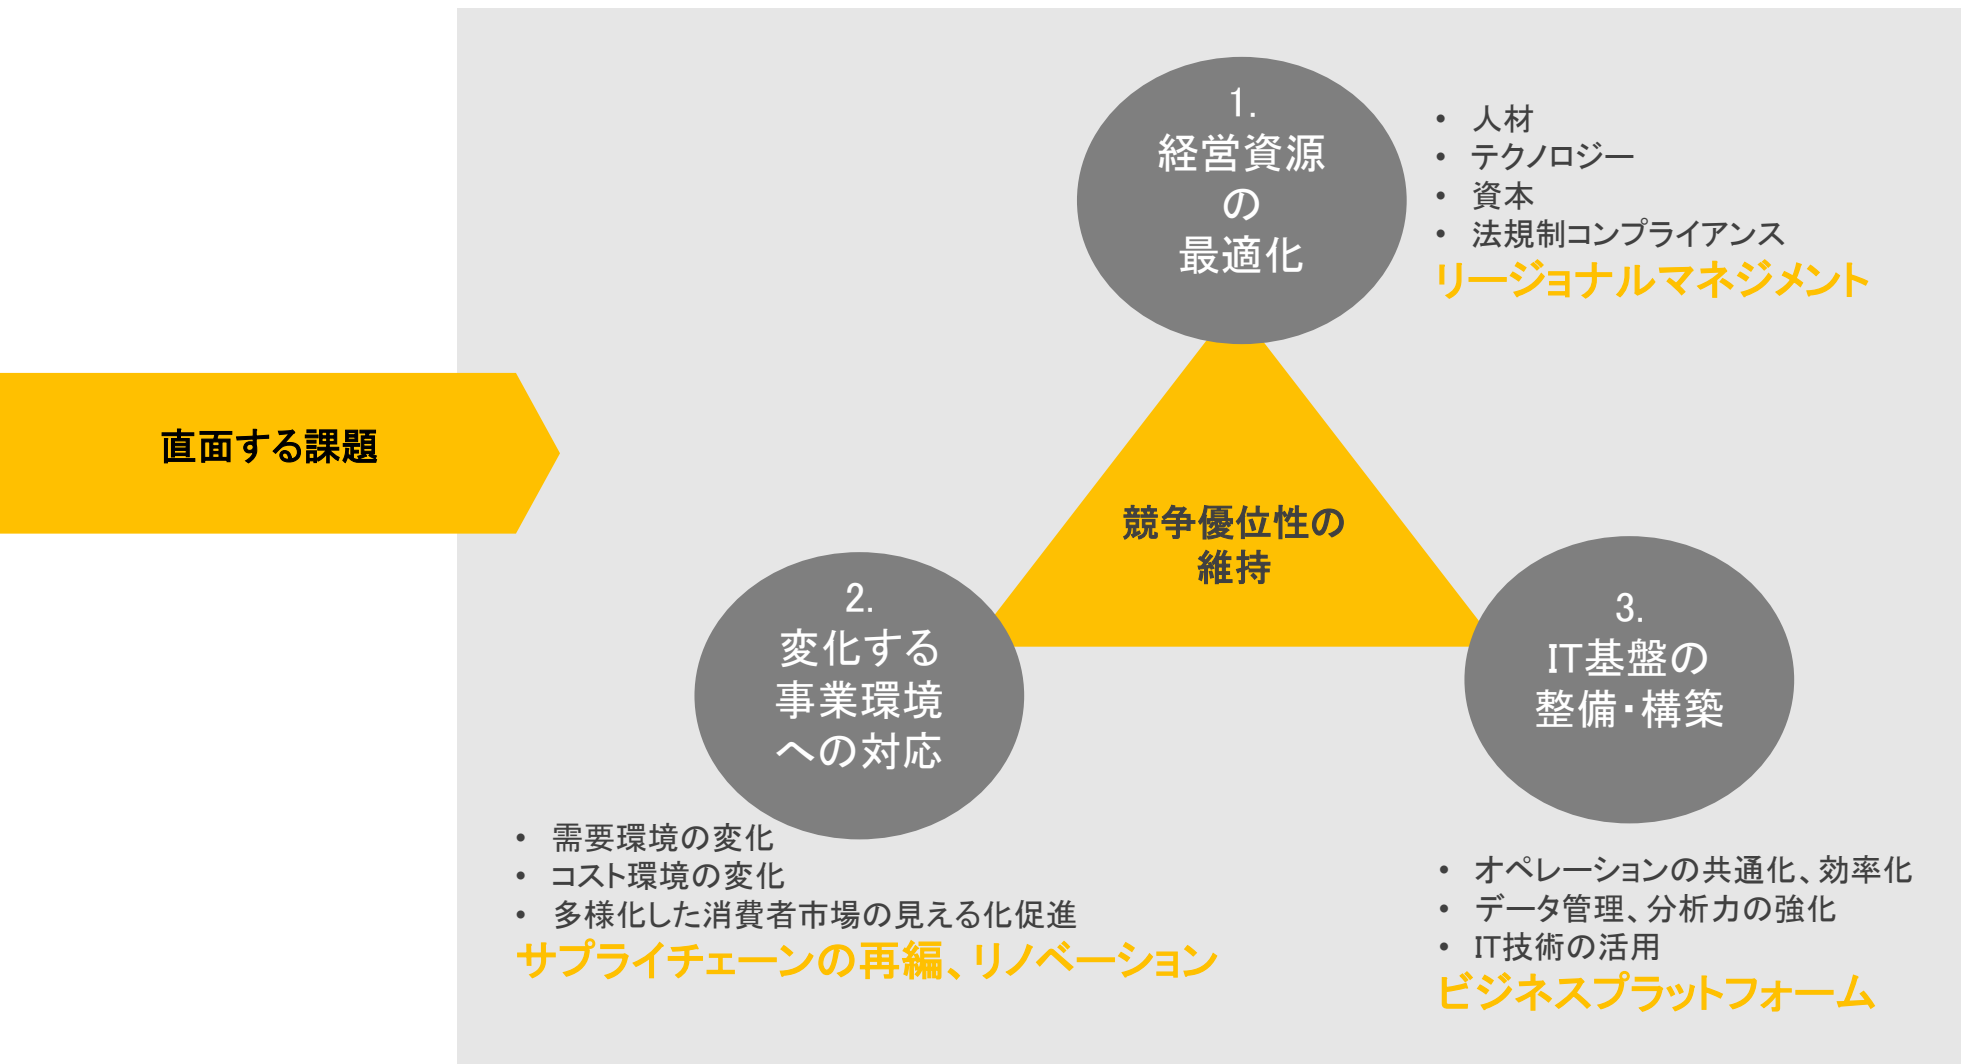 直面する課題
1.
経営資源
の
最適化
• 人材
• テクノロジー
• 資本
• 法規制コンプライアンス
リージョナルマネジメント
競争優位性の
維持
2.
変化する
事業環境
への対応
• 需要環境の変化
• コスト環境の変化
• 多様化した消費者市場の見える化促進
サプライチェーンの再編、リノベーション
3.
IT基盤の
整備・構築
• オペレーションの共通化、効率化
• データ管理、分析力の強化
• IT技術の活用
ビジネスプラットフォーム